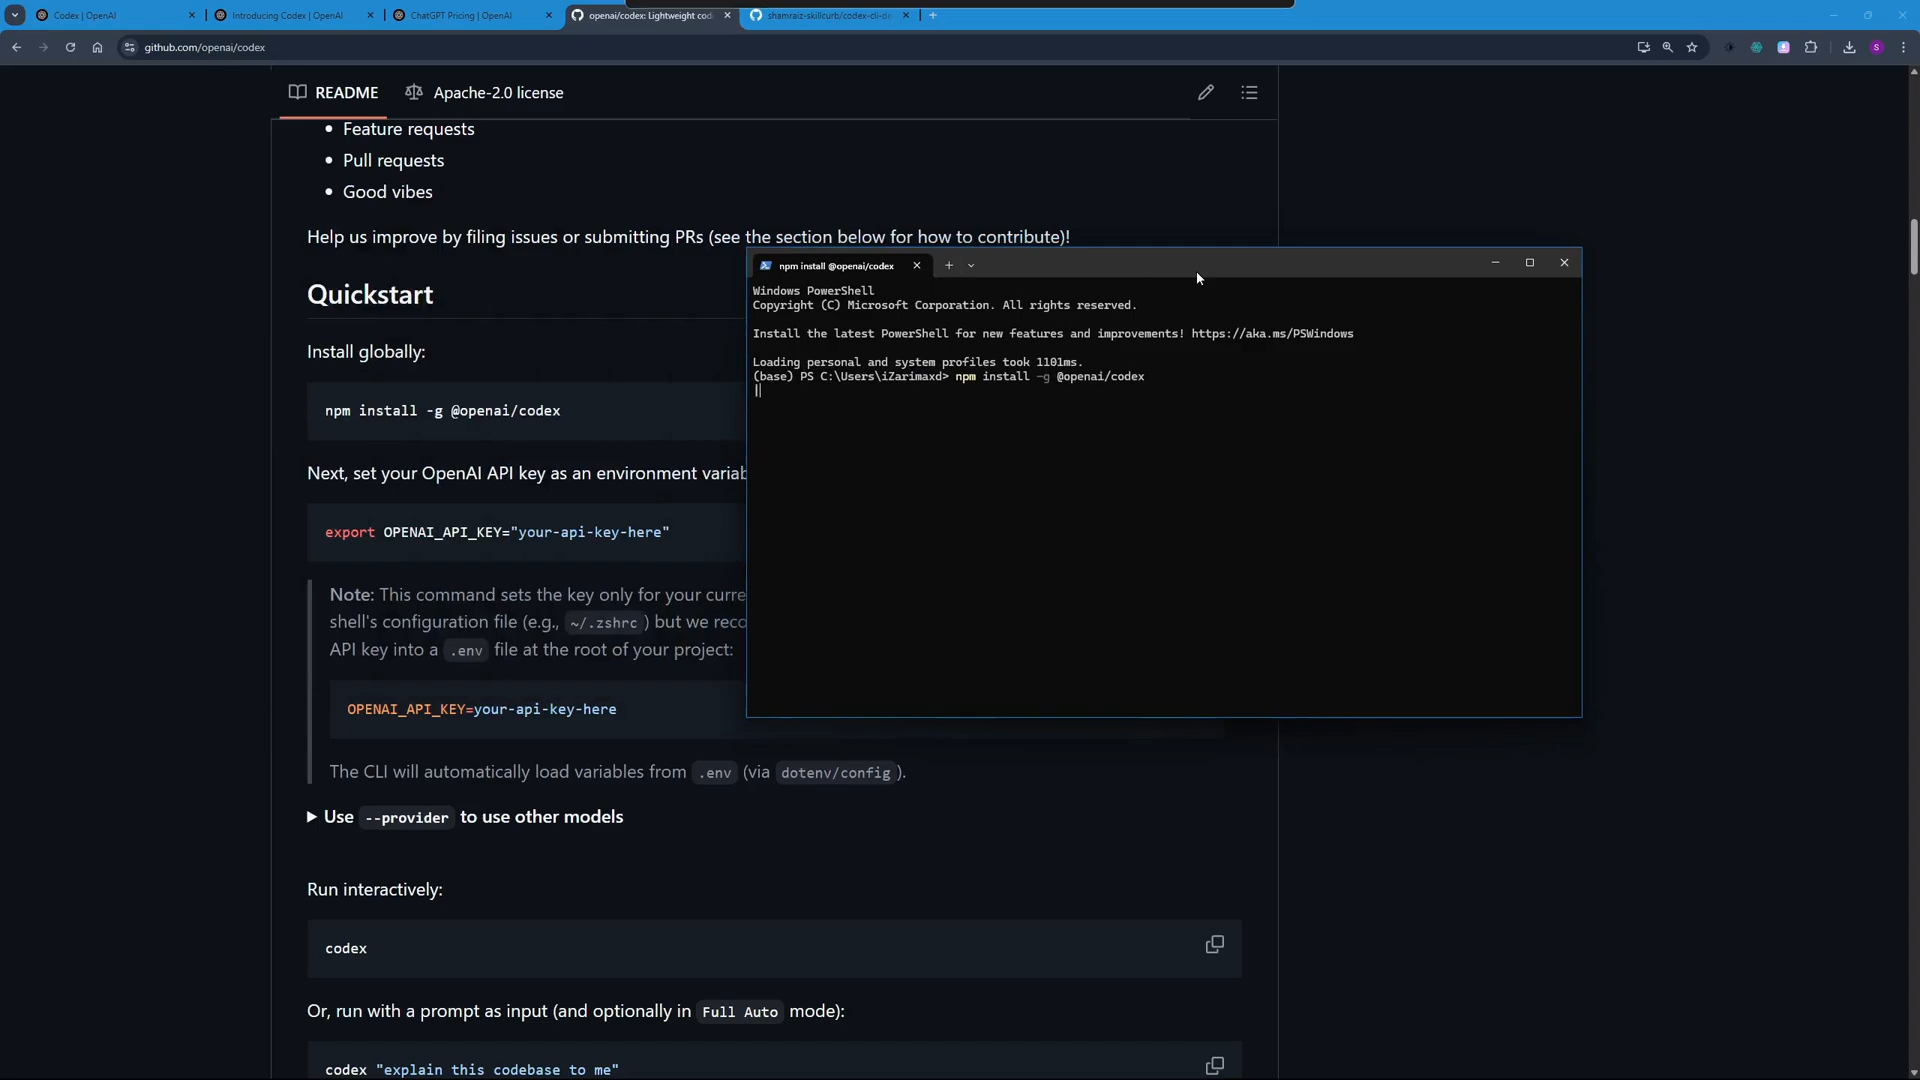 Codex | OpenAI
Introducing Codex | OpenAI
ChatGPT Pricing | OpenAI
openai/codex: Lightweight cod
shamraiz-skillcurb/codex-cli-de
github.com/openai/codex
S
README
Apache-2.0 license
Feature requests
Pull requests
Good vibes
Help us improve by filing issues or submitting PRs (see the section below for how to contribute)!
Quickstart
Install globally:
npm install -g @openai/codex
Next, set your OpenAI API key as an environment variab
export OPENAI_API_KEY="your-api-key-here"
Note: This command sets the key only for your curre
shell's configuration file (e.g., ~/.zshrc ) but we reco
API key into a .env file at the root of your project:
OPENAI_API_KEY=your-api-key-here
The CLI will automatically load variables from .env (via dotenv/config ).
Use --provider to use other models
Run interactively:
codex
Or, run with a prompt as input (and optionally in Full Auto mode):
codex "explain this codebase to me"
npm install @openai/codex
Windows PowerShell
Copyright (C) Microsoft Corporation. All rights reserved.
Install the latest PowerShell for new features and improvements! https://aka.ms/PSWindows
Loading personal and system profiles took 1101ms.
(base) PS C:\Users\iZarimaxd> npm install -g @openai/codex